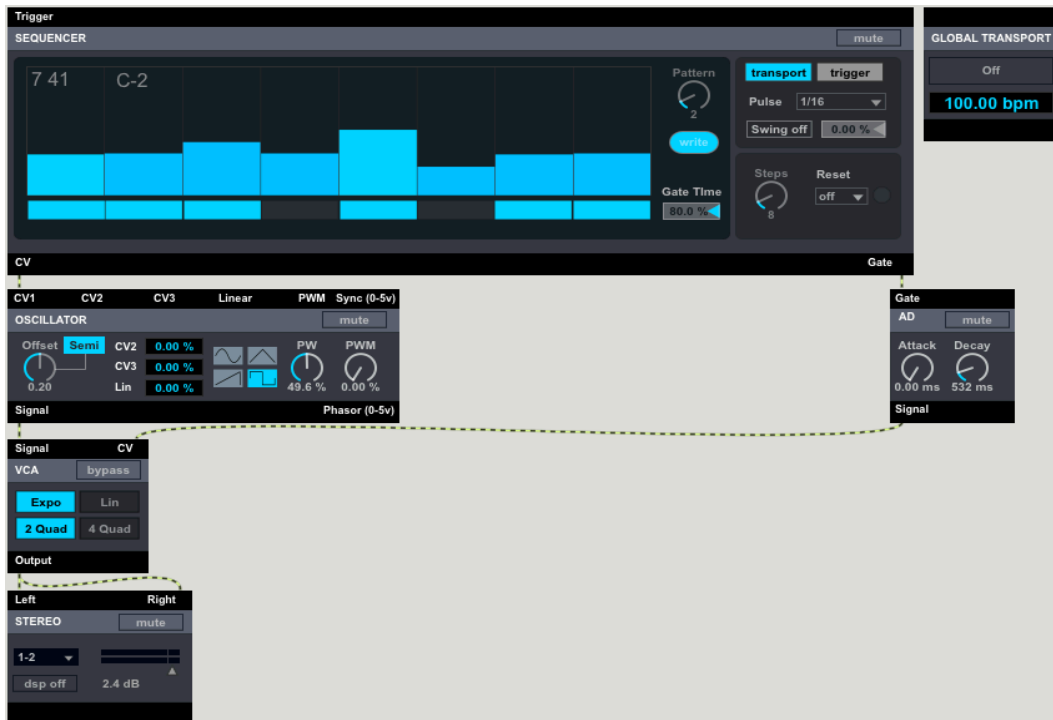 Trigger
SEQUENCER mute
GLOBAL TRANSPORT
Off
100.00 bpm
7 41 C-2
Pattern
2
write
Gate TIme
80.0 %
transport trigger
Pulse 1/16
Swing off 0.00 %
Steps Reset
8 off
CV Gate
CV1 CV2 CV3 Linear PWM Sync (0-5v)
OSCILLATOR mute
Offset Semi CV2 0.00 % PW PWM
CV3 0.00 %
0.20 Lin 0.00 % 49.6 % 0.00 %
Signal Phasor (0-5v)
Gate
AD mute
Attack Decay
0.00 ms 532 ms
Signal
Signal CV
VCA bypass
Expo Lin
2 Quad 4 Quad
Output
Left Right
STEREO mute
1-2
dsp off 2.4 dB